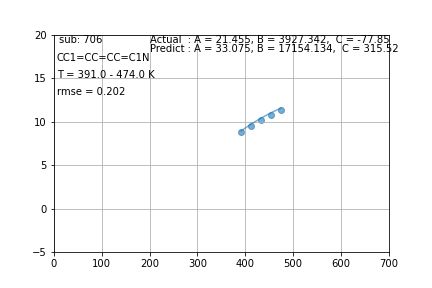 sub: 706
Actual : A = 21.455, B = 3927.342, C = -77.85
Predict : A = 33.075, B = 17154.134, C = 315.52
CC1=CC=CC=C1N
T = 391.0 - 474.0 K
rmse = 0.202
20
15
10
5
0
−5
0 100 200 300 400 500 600 700